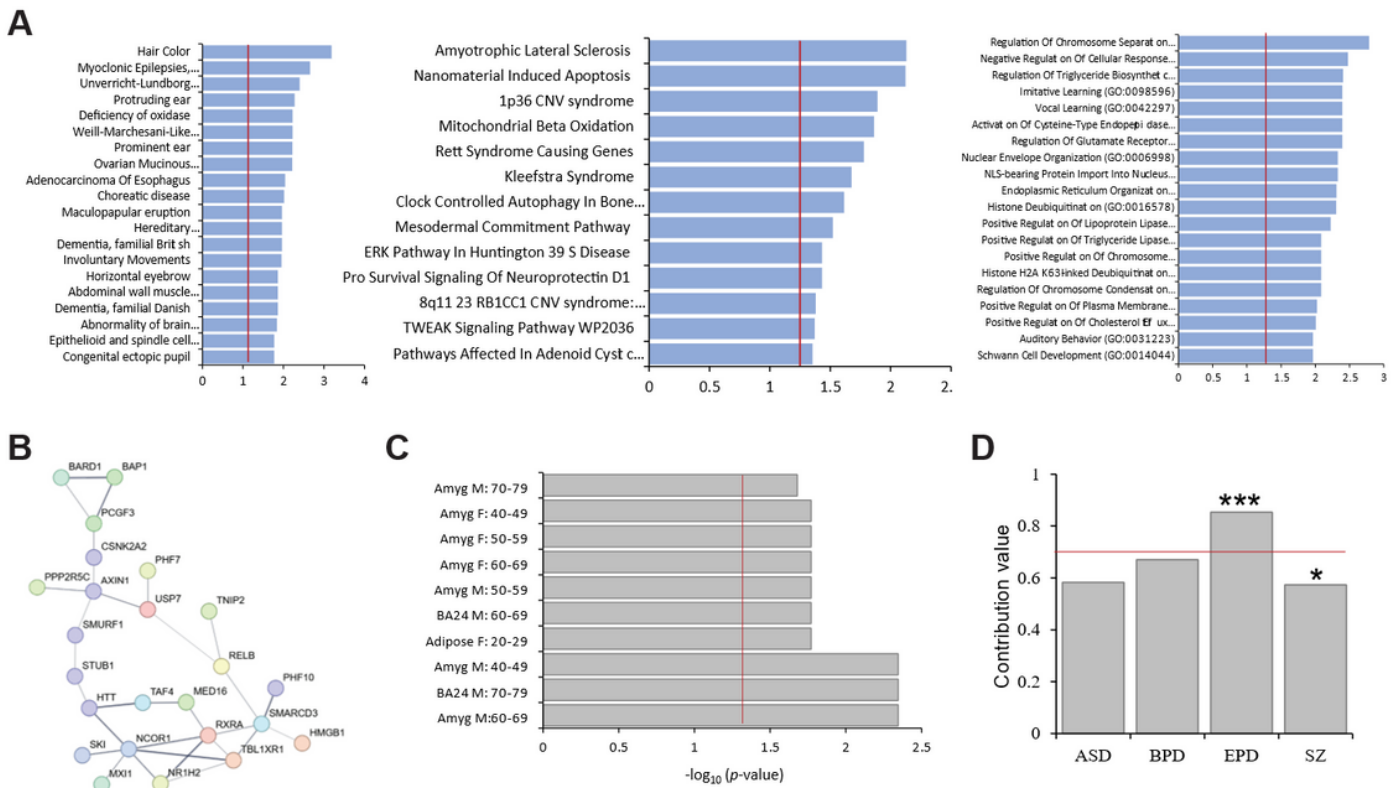 A
Hair Color
Myoclonic Epilepsies,...
Unverricht-Lundborg...
Protruding ear
Deficiency of oxidase
Weill-Marchesani-Like...
Prominent ear
Ovarian Mucinous...
Adenocarcinoma Of Esophagus
Choreatic disease
Maculopapular eruption
Hereditary...
Dementia, familial Brit sh
Involuntary Movements
Horizontal eyebrow
Abdominal wall muscle...
Dementia, familial Danish
Abnormality of brain...
Epithelioid and spindle cell...
Congenital ectopic pupil
0 1 2 3 4
Amyotrophic Lateral Sclerosis
Nanomaterial Induced Apoptosis
1p36 CNV syndrome
Mitochondrial Beta Oxidation
Rett Syndrome Causing Genes
Kleefstra Syndrome
Clock Controlled Autophagy In Bone...
Mesodermal Commitment Pathway
ERK Pathway In Huntington 39 S Disease
Pro Survival Signaling Of Neuroprotectin D1
8q11 23 RB1CC1 CNV syndrome:...
TWEAK Signaling Pathway WP2036
Pathways Affected In Adenoid Cyst c...
0 0.5 1 1.5 2 2.
Regulation Of Chromosome Separat on...
Negative Regulat on Of Cellular Response...
Regulation Of Triglyceride Biosynthet c...
Imitative Learning (GO:0098596)
Vocal Learning (GO:0042297)
Activat on Of Cysteine-Type Endopepi dase...
Regulation Of Glutamate Receptor...
Nuclear Envelope Organization (GO:0006998)
NLS-bearing Protein Import Into Nucleus...
Endoplasmic Reticulum Organizat on...
Histone Deubiquitinat on (GO:0016578)
Positive Regulat on Of Lipoprotein Lipase...
Positive Regulat on Of Triglyceride Lipase...
Positive Regulat on Of Chromosome...
Histone H2A K63-linked Deubiquitinat on...
Regulation Of Chromosome Condensat on...
Positive Regulat on Of Plasma Membrane...
Positive Regulat on Of Cholesterol Ef ux...
Auditory Behavior (GO:0031223)
Schwann Cell Development (GO:0014044)
0 0.5 1 1.5 2 2.5 3
B
BARD1
BAP1
PCGF3
CSNK2A2
PHF7
PPP2R5C
AXIN1
USP7
TNIP2
SMURF1
RELB
STUB1
PHF10
HTT
TAF4
MED16
SMARCD3
RXRA
HMGB1
NCOR1
SKI
TBL1XR1
MXI1
NR1H2
C
Amyg M: 70-79
Amyg F: 40-49
Amyg F: 50-59
Amyg F: 60-69
Amyg M: 50-59
BA24 M: 60-69
Adipose F: 20-29
Amyg M: 40-49
BA24 M: 70-79
Amyg M:60-69
0 0.5 1 1.5 2 2.5
-log10 (p-value)
D
Contribution value
1
0.8
0.6
0.4
0.2
0
***
*
ASD BPD EPD SZ